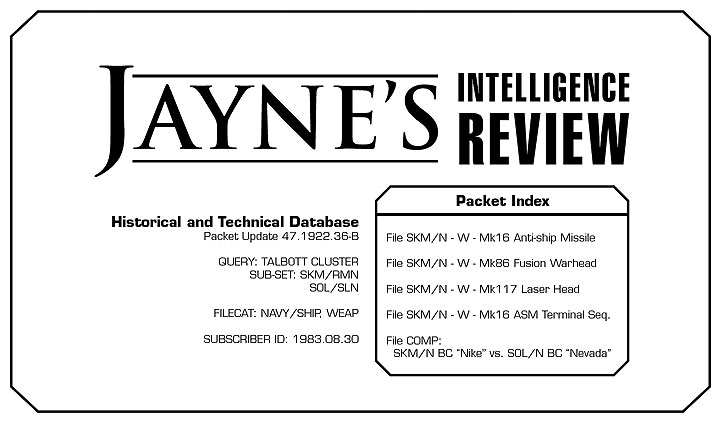 JAYNE'S
INTELLIGENCE
REVIEW
Historical and Technical Database
Packet Update 47.1922.36-B
QUERY: TALBOTT CLUSTER
SUB-SET: SKM/RMN
SOL/SLN
FILECAT: NAVY/SHIP, WEAP
SUBSCRIBER ID: 1983.08.30
Packet Index
File SKM/N - W - Mk16 Anti-ship Missile
File SKM/N - W - Mk86 Fusion Warhead
File SKM/N - W - Mk117 Laser Head
File SKM/N - W - Mk16 ASM Terminal Seq.
File COMP:
SKM/N BC "Nike" vs. SOL/N BC "Nevada"